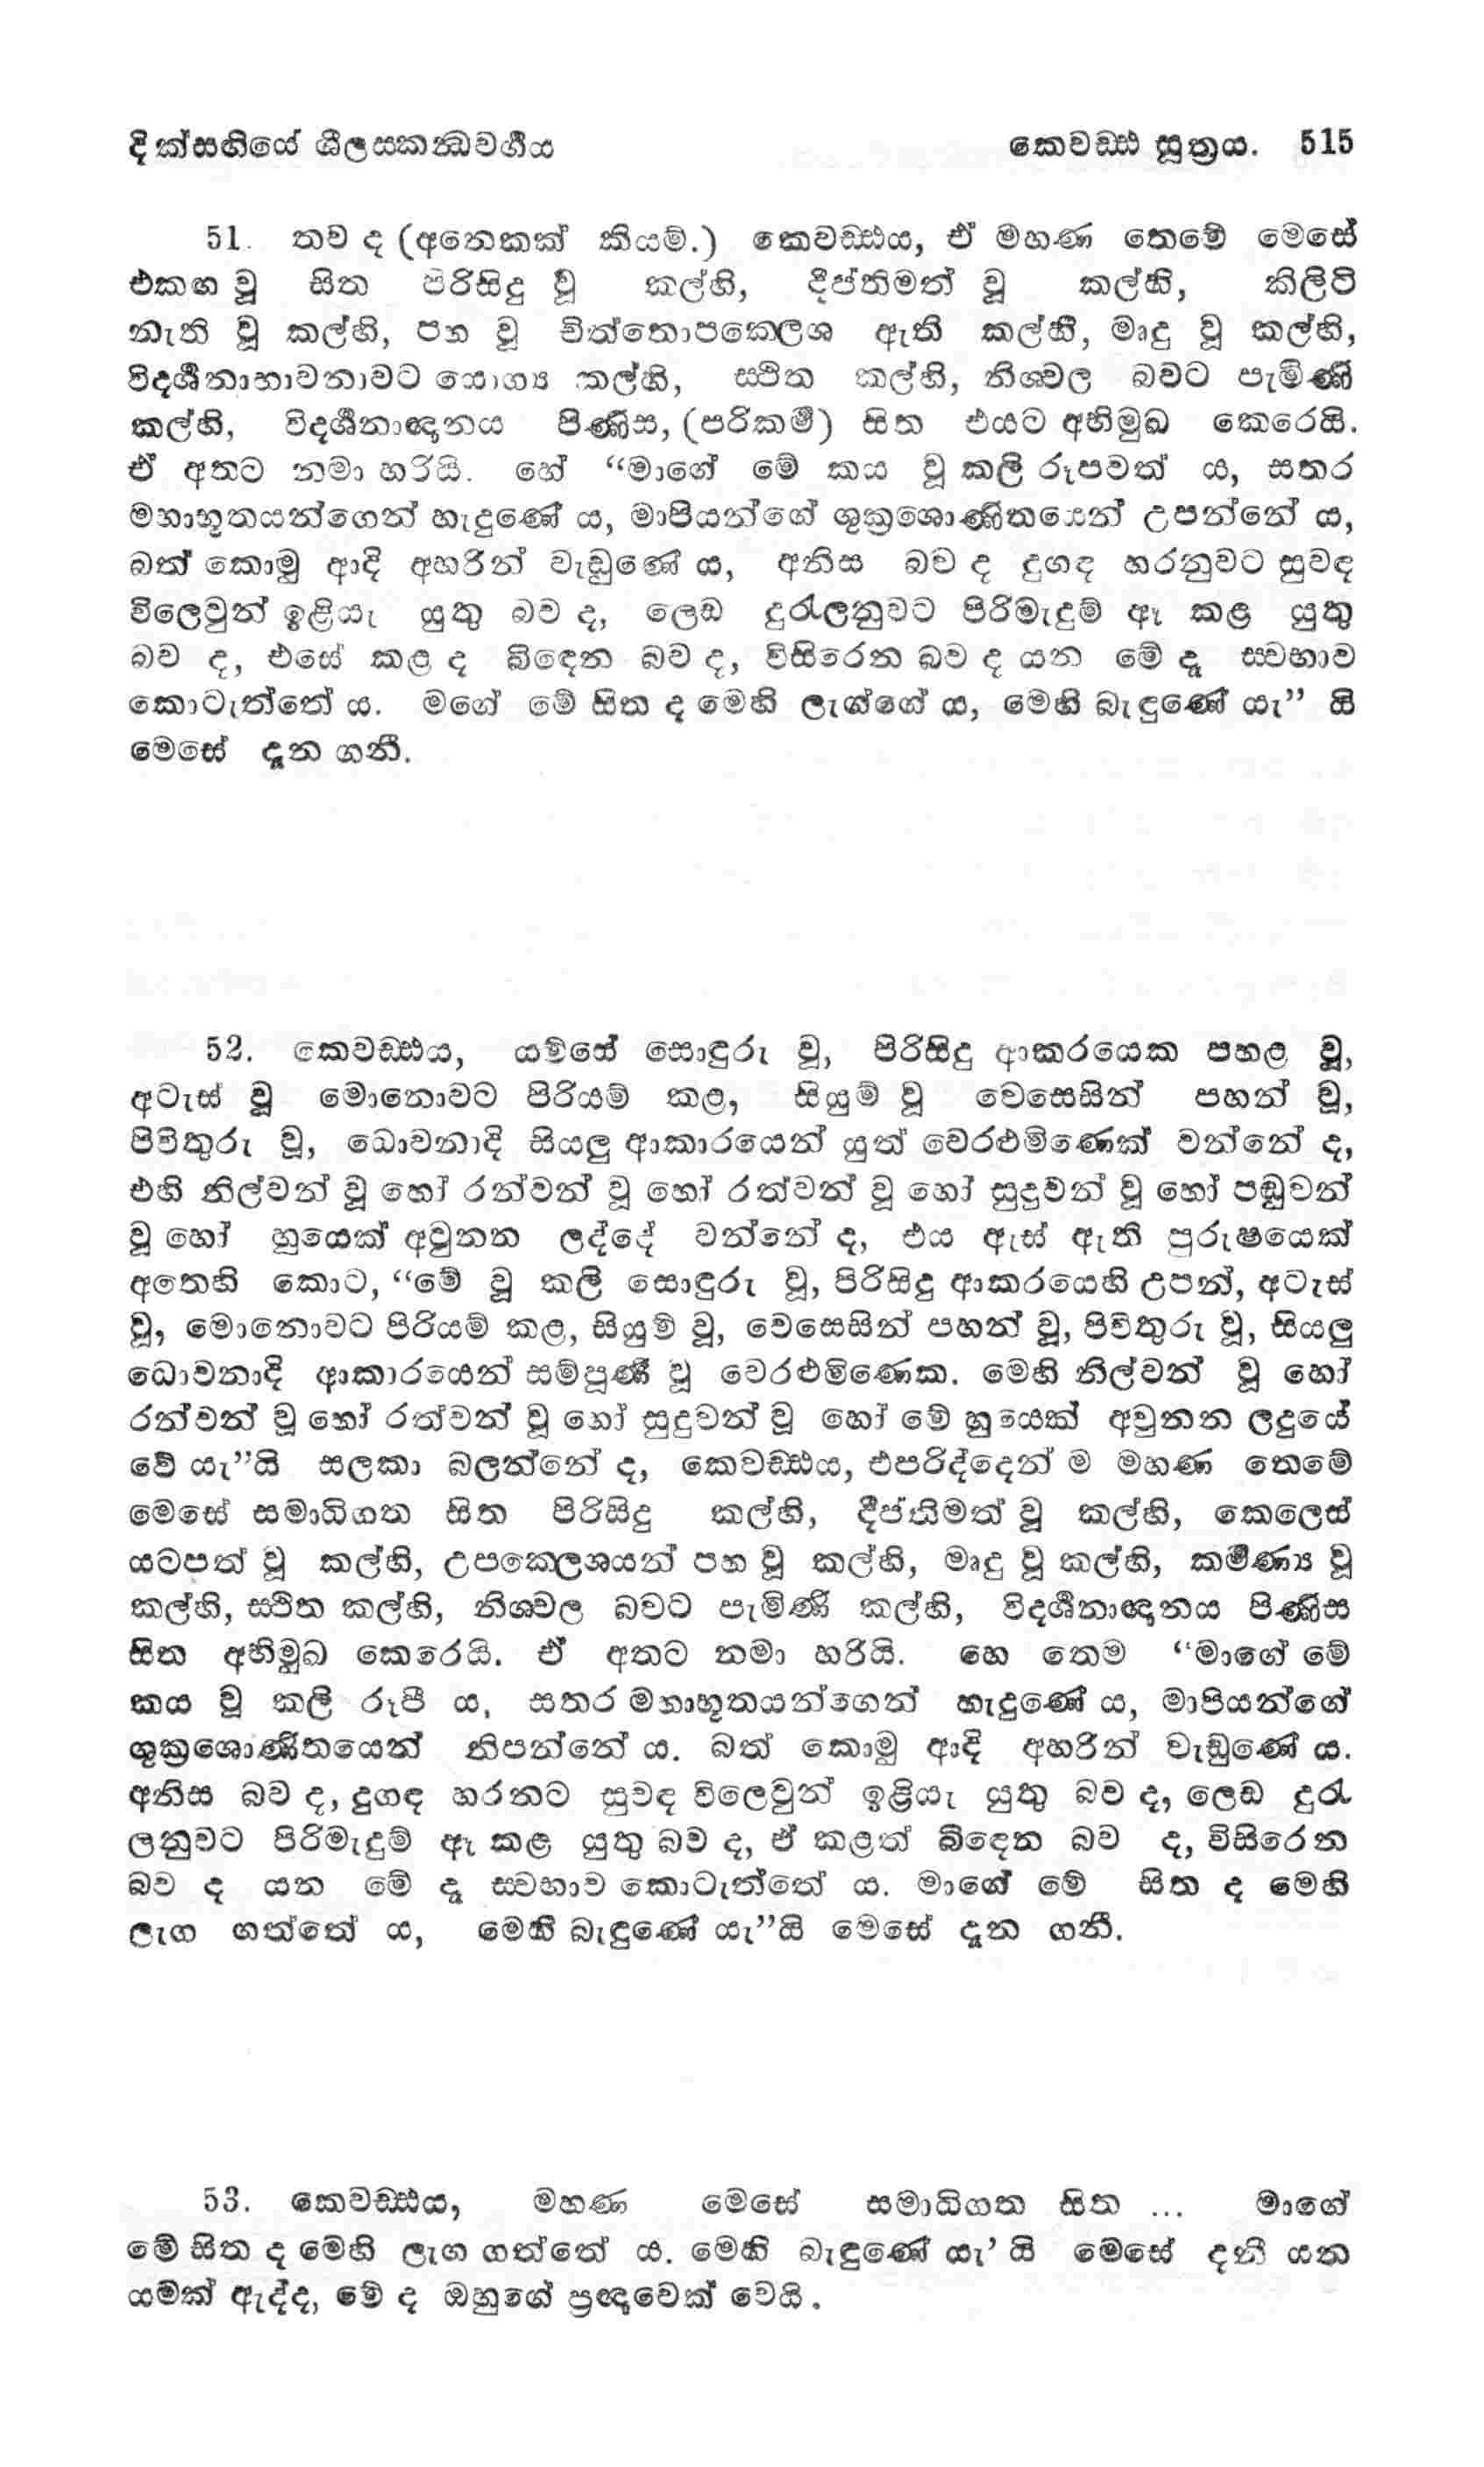 දික්සඟියේ ශීලසකන්‍ධවර්‍ගය කෙවඩ්ඪ සූත්‍රය. 515
51. තව ද (අනෙකක් කියම්.) කෙවඩ්ඪය, ඒ මහණ තෙමේ මෙසේ
එකඟ වූ සිත පිරිසිදු වූ කල්හි, දීප්තිමත් වූ කල්හි, කිලිටි
නැති වූ කල්හි, පහ වූ චිත්තොපක්ලෙශ ඇති කල්හී, මෘදු වූ කල්හි,
විදර්‍ශනාභාවනාවට යොග්‍ය කල්හි, ස්ථිත කල්හි, නිශ්චල බවට පැමිණි
කල්හි, විදර්‍ශනාඥානය පිණිස, (පරිකර්‍ම) සිත එයට අභිමුඛ කෙරෙයි.
ඒ අතට නමා හරියි. හේ “මාගේ මේ කය වූ කලි රූපවත් ය, සතර
මහාභූතයන්ගෙන් හැදුණේ ය, මාපියන්ගේ ශුක්‍රශොණිතයෙන් උපන්නේ ය,
බත් කොමු ආදි අහරින් වැඩුණේ ය, අනිස බව ද දුගඳ හරනුවට සුවඳ
විලෙවුන් ඉළියැ යුතු බව ද, ලෙඩ දුරැලනුවට පිරිමැදුම් ඈ කළ යුතු
බව ද, එසේ කළ ද බිඳෙන බව ද, විසිරෙන බව ද යන මේ දෑ ස්වභාව
කොටැත්තේ ය. මගේ මේ සිත ද මෙහි ලැග්ගේ ය, මෙහි බැඳුණේ යැ” යි
මෙසේ දැන ගනී.
52. කෙවඩ්ඪය, යම්සේ සොඳුරු වූ, පිරිසිදු ආකරයෙක පහළ වූ,
අටැස් වූ මොනොවට පිරියම් කළ, සියුම් වූ වෙසෙසින් පහන් වූ,
පිවිතුරු වූ, ධොවනාදි සියලු ආකාරයෙන් යුත් වෙරළුමිණෙක් වන්නේ ද,
එහි නිල්වන් වූ හෝ රන්වන් වූ හෝ රත්වන් වූ හෝ සුදුවන් වූ හෝ පඬුවන්
වූ හෝ හුයෙක් අවුනන ලද්දේ වන්නේ ද, එය ඇස් ඇති පුරුෂයෙක්
අතෙහි කොට, “මේ වූ කලි සොඳුරු වූ, පිරිසිදු ආකරයෙහි උපන්, අටැස්
වූ, මොනොවට පිරියම් කළ, සියුම් වූ, වෙසෙසින් පහන් වූ, පිවිතුරු වූ, සියලු
ධොවනාදි ආකාරයෙන් සම්පූර්‍ණ වූ වෙරළුමිණෙක. මෙහි නිල්වන් වූ හෝ
රන්වන් වූ හෝ රත්වන් වූ හෝ සුදුවන් වූ හෝ මේ හුයෙක් අවුනන ලදුයේ
වේ යැ”යි සලකා බලන්නේ ද, කෙවඩ්ඪය, එපරිද්දෙන් ම මහණ තෙමේ
මෙසේ සමාධිගත සිත පිරිසිදු කල්හි, දීප්තිමත් වූ කල්හි, කෙලෙස්
යටපත් වූ කල්හි, උපක්ලෙශයන් පහ වූ කල්හි, මෘදු වූ කල්හි, කර්‍මණ්‍ය වූ
කල්හි, ස්ථිත කල්හි, නිශ්චල බවට පැමිණි කල්හි, විදර්‍ශනාඥානය පිණිස
සිත අභිමුඛ කෙරෙයි. ඒ අතට නමා හරියි. හෙ තෙම “මාගේ මේ
කය වූ කලි රූපී ය, සතර මහාභූතයන්ගෙන් හැදුණේ ය, මාපියන්ගේ
ශුක්‍රශොණිතයෙන් නිපන්නේ ය. බත් කොමු ආදි අහරින් වැඩුණේ ය.
අනිස බව ද, දුගඳ හරනට සුවඳ විලෙවුන් ඉළියැ යුතු බව ද, ලෙඩ දුරැ
ලනුවට පිරිමැදුම් ඈ කළ යුතු බව ද, ඒ කළත් බිඳෙන බව ද, විසිරෙන
බව ද යන මේ දෑ ස්වභාව කොටැත්තේ ය. මාගේ මේ සිත ද මෙහි
ලැග ගත්තේ ය, මෙහි බැඳුණේ යැ”යි මෙසේ දැන ගනී.
53. කෙවඩ්ඪය, මහණ මෙසේ සමාධිගත සිත ... මාගේ
මේ සිත ද මෙහි ලැග ගත්තේ ය. මෙහි බැඳුණේ යැ’ යි මෙසේ දනී යන
යමක් ඇද්ද, මේ ද ඔහුගේ ප්‍රඥාවෙක් වෙයි.